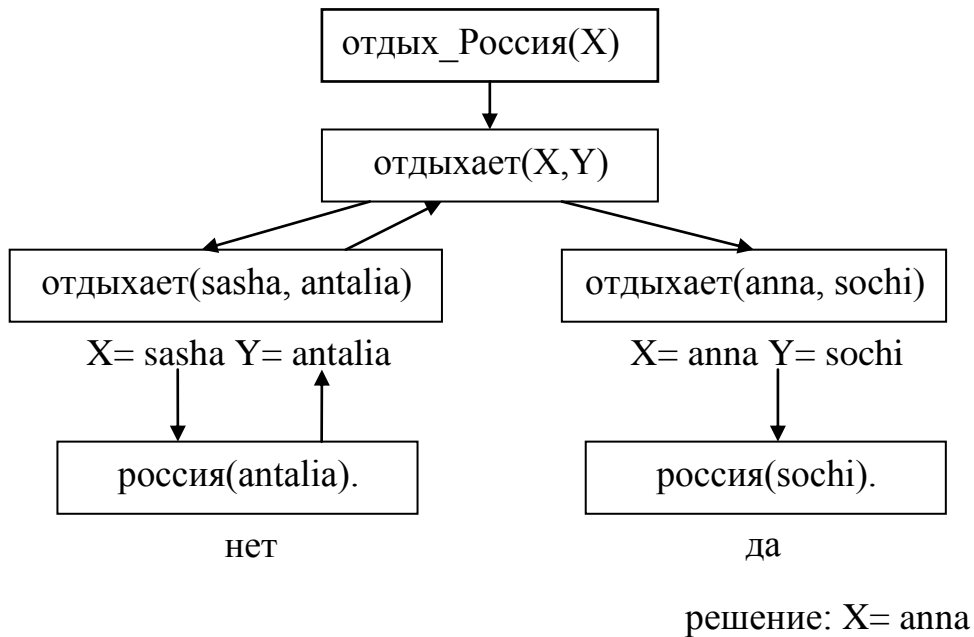 отдых_Россия(X)
отдыхает(X,Y)
отдыхает(sasha, antalia) отдыхает(anna, sochi)
X= sasha Y= antalia X= anna Y= sochi
россия(antalia). россия(sochi).
нет да
решение: X= anna